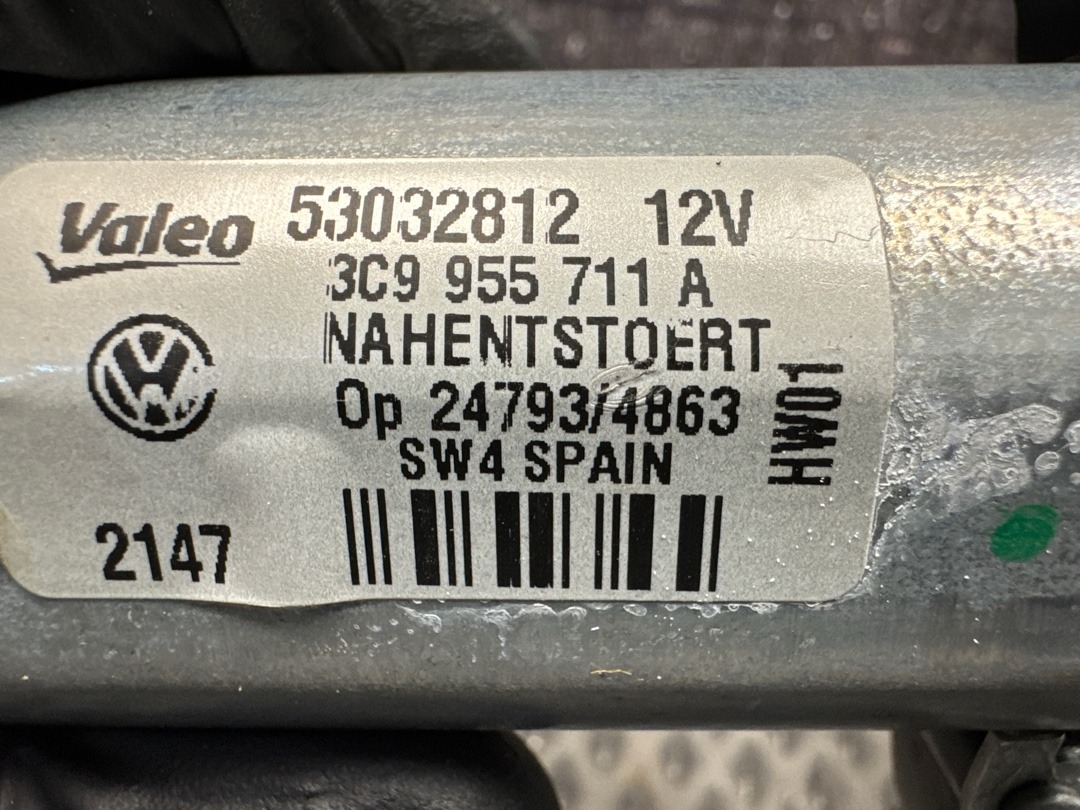 Valeo 53032812 12V
3C9 955 711 A
NAHENTSTOERT
Op 24793/4863
SW4 SPAIN
HW01
2147